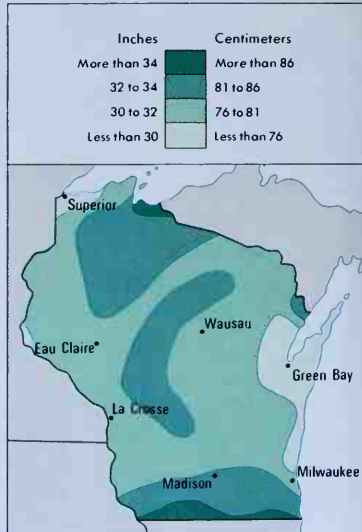 Inches Centimeters
More than 34 More than 86
32 to 34 81 to 86
30 to 32 76 to 81
Less than 30 Less than 76
Superior
Wausau
Eau Claire
Green Bay
La Crosse
Madison
Milwaukee